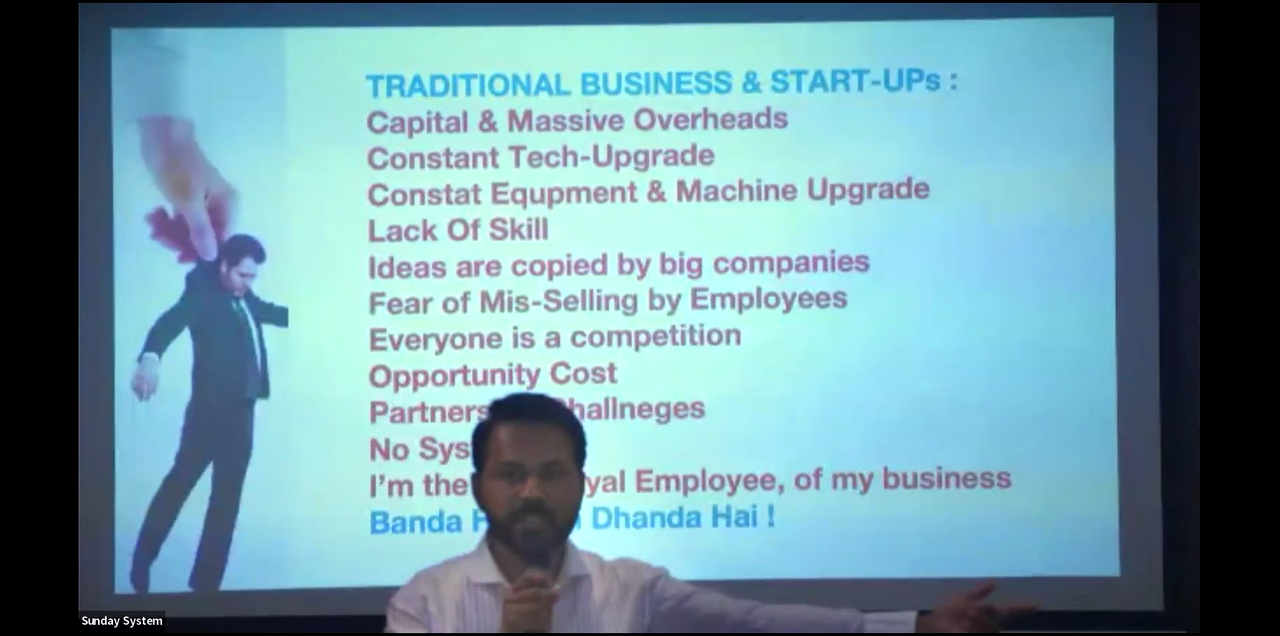 TRADITIONAL BUSINESS & START-UPs :
Capital & Massive Overheads
Constant Tech-Upgrade
Constat Equpment & Machine Upgrade
Lack Of Skill
Ideas are copied by big companies
Fear of Mis-Selling by Employees
Everyone is a competition
Opportunity Cost
hallneges
No
I'm the Employee, of my business
Banda Dhanda Hai !
Sunday System